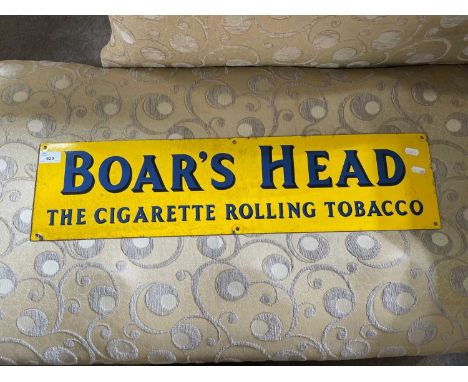 BOAR'S HEAD
THE CIGARETTE ROLLING TOBACCO